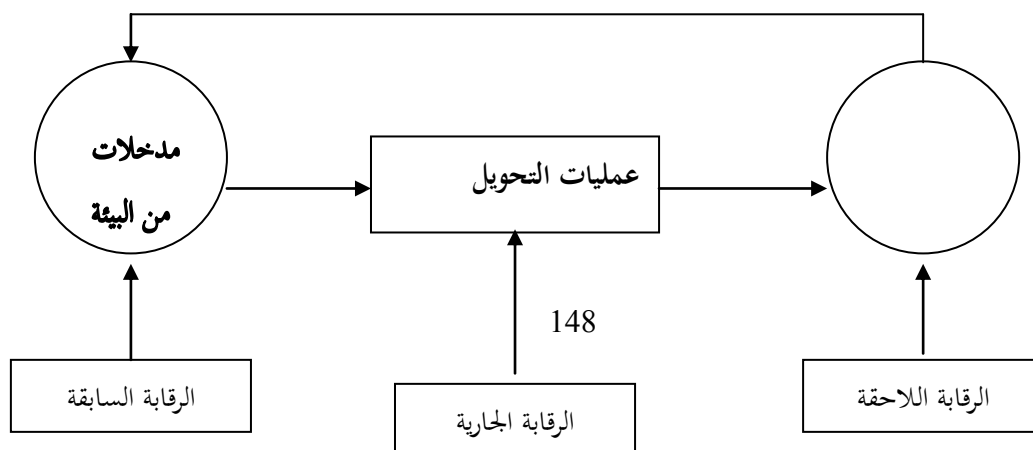 مدخلات
من البيئة
عمليات التحويل
148
الرقابة السابقة
الرقابة الجارية
الرقابة اللاحقة